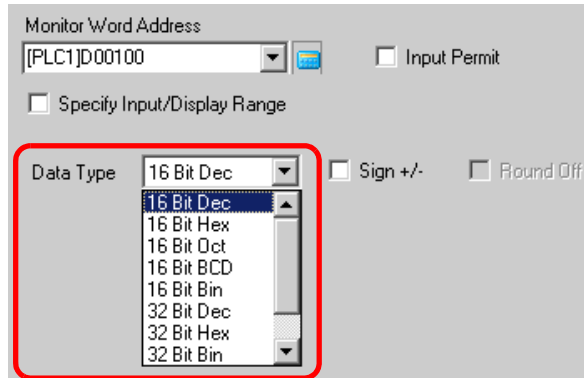 Monitor Word Address
[PLC1]D00100
Input Permit
Specify Input/Display Range
Data Type 16 Bit Dec Sign +/- Round Off
16 Bit Dec
16 Bit Hex
16 Bit Oct
16 Bit BCD
16 Bit Bin
32 Bit Dec
32 Bit Hex
32 Bit Bin